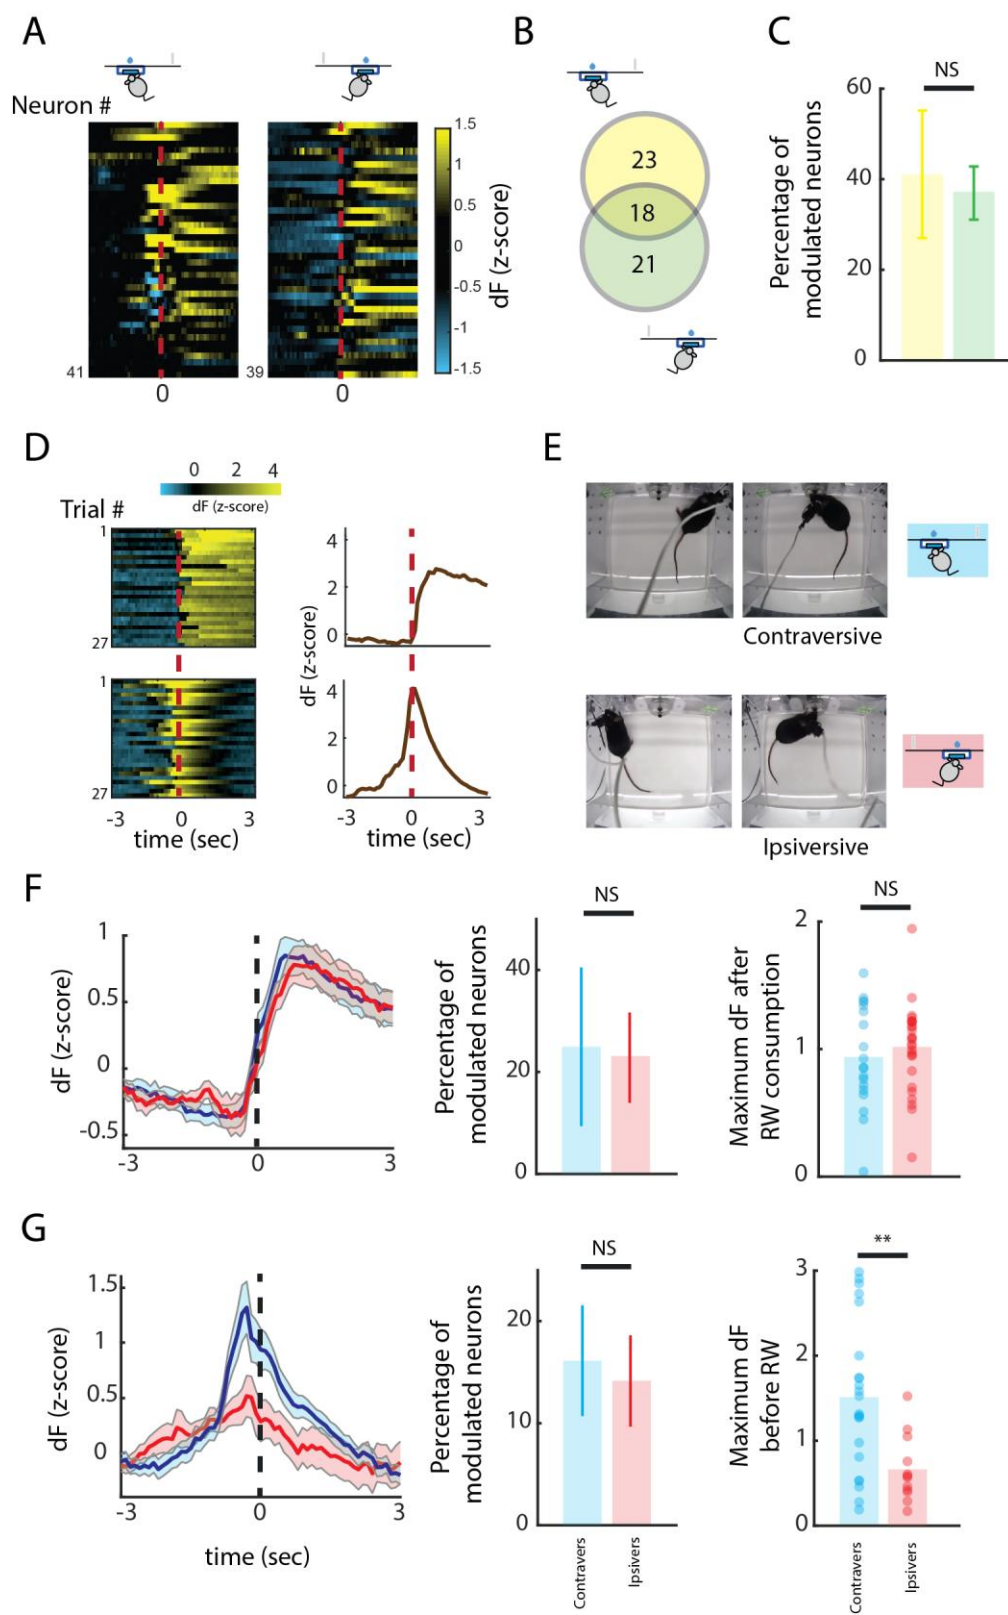 A
B
C
Neuron #
41
0
39
0
1.5
1
0.5
0
-0.5
-1
-1.5
dF (z-score)
23
18
21
NS
60
40
20
0
Percentage of
modulated neurons
D
E
0 2 4
dF (z-score)
Trial #
1
27
1
27
-3 0 3
time (sec)
4
2
0
4
2
0
dF (z-score)
-3 0 3
time (sec)
Contraversive
Ipsiversive
F
1
0.5
0
-0.5
dF (z-score)
-3 0 3
NS
40
20
0
Percentage of
modulated neurons
NS
2
1
0
Maximum dF after
RW consumption
G
1.5
1
0.5
0
dF (z-score)
-3 0 3
time (sec)
NS
20
10
0
Percentage of
modulated neurons
Contravers
Ipsivers
**
3
2
1
0
Maximum dF
before RW
Contravers
Ipsivers